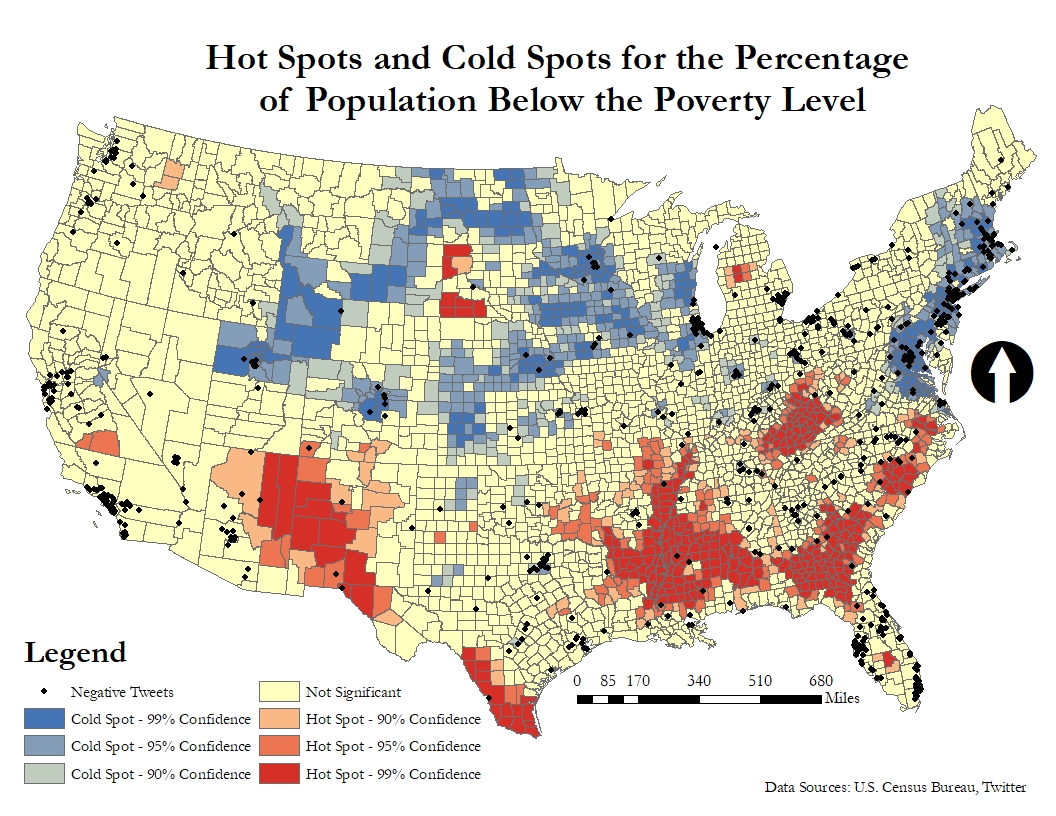 Hot Spots and Cold Spots for the Percentage
of Population Below the Poverty Level
Legend
Negative Tweets
Cold Spot - 99% Confidence
Cold Spot - 95% Confidence
Cold Spot - 90% Confidence
Not Significant
Hot Spot - 90% Confidence
Hot Spot - 95% Confidence
Hot Spot - 99% Confidence
0 85 170 340 510 680
Miles
Data Sources: U.S. Census Bureau, Twitter